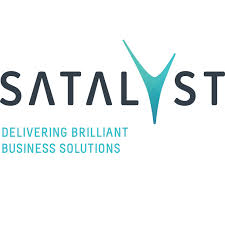 SATALYST
DELIVERING BRILLIANT
BUSINESS SOLUTIONS